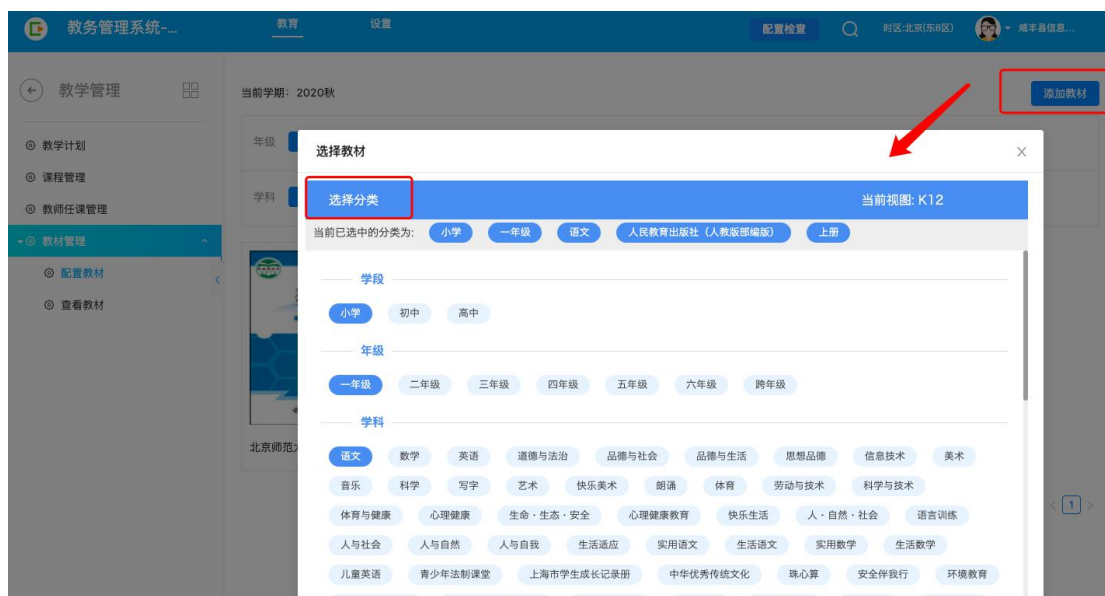 教务管理系统-...
教育
设置
配置检查
时区:北京(东8区)
咸丰县信息...
教学管理
当前学期：2020秋
添加教材
教学计划
课程管理
教师任课管理
教材管理
配置教材
查看教材
年级
学科
北京师范大
选择教材
X
选择分类
当前视图: K12
当前已选中的分类为: 小学 一年级 语文 人民教育出版社（人教版部编版） 上册
学段
小学 初中 高中
年级
一年级 二年级 三年级 四年级 五年级 六年级 跨年级
学科
语文 数学 英语 道德与法治 品德与社会 品德与生活 思想品德 信息技术 美术
音乐 科学 写字 艺术 快乐美术 朗诵 体育 劳动与技术 科学与技术
体育与健康 心理健康 生命·生态·安全 心理健康教育 快乐生活 人·自然·社会 语言训练
人与社会 人与自然 人与自我 生活适应 实用语文 生活语文 实用数学 生活数学
儿童英语 青少年法制课堂 上海市学生成长记录册 中华优秀传统文化 珠心算 安全伴我行 环境教育
< 1 >